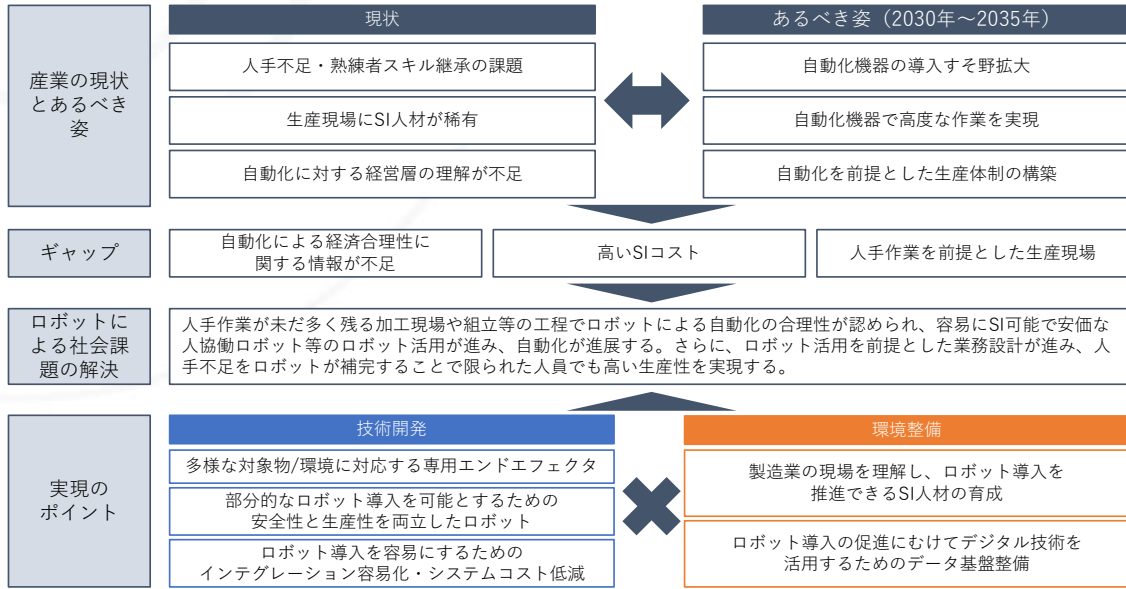 産業の現状
とあるべき
姿
現状
人手不足・熟練者スキル継承の課題
生産現場にSI人材が稀有
自動化に対する経営層の理解が不足
あるべき姿（2030年～2035年）
自動化機器の導入すそ野拡大
自動化機器で高度な作業を実現
自動化を前提とした生産体制の構築
ギャップ
自動化による経済合理性に
関する情報が不足
高いSIコスト
人手作業を前提とした生産現場
ロボットに
よる社会課
題の解決
人手作業が未だ多く残る加工現場や組立等の工程でロボットによる自動化の合理性が認められ、容易にSI可能で安価な
人協働ロボット等のロボット活用が進み、自動化が進展する。さらに、ロボット活用を前提とした業務設計が進み、人
手不足をロボットが補完することで限られた人員でも高い生産性を実現する。
実現の
ポイント
技術開発
多様な対象物/環境に対応する専用エンドエフェクタ
部分的なロボット導入を可能とするための
安全性と生産性を両立したロボット
ロボット導入を容易にするための
インテグレーション容易化・システムコスト低減
環境整備
製造業の現場を理解し、ロボット導入を
推進できるSI人材の育成
ロボット導入の促進にむけてデジタル技術を
活用するためのデータ基盤整備